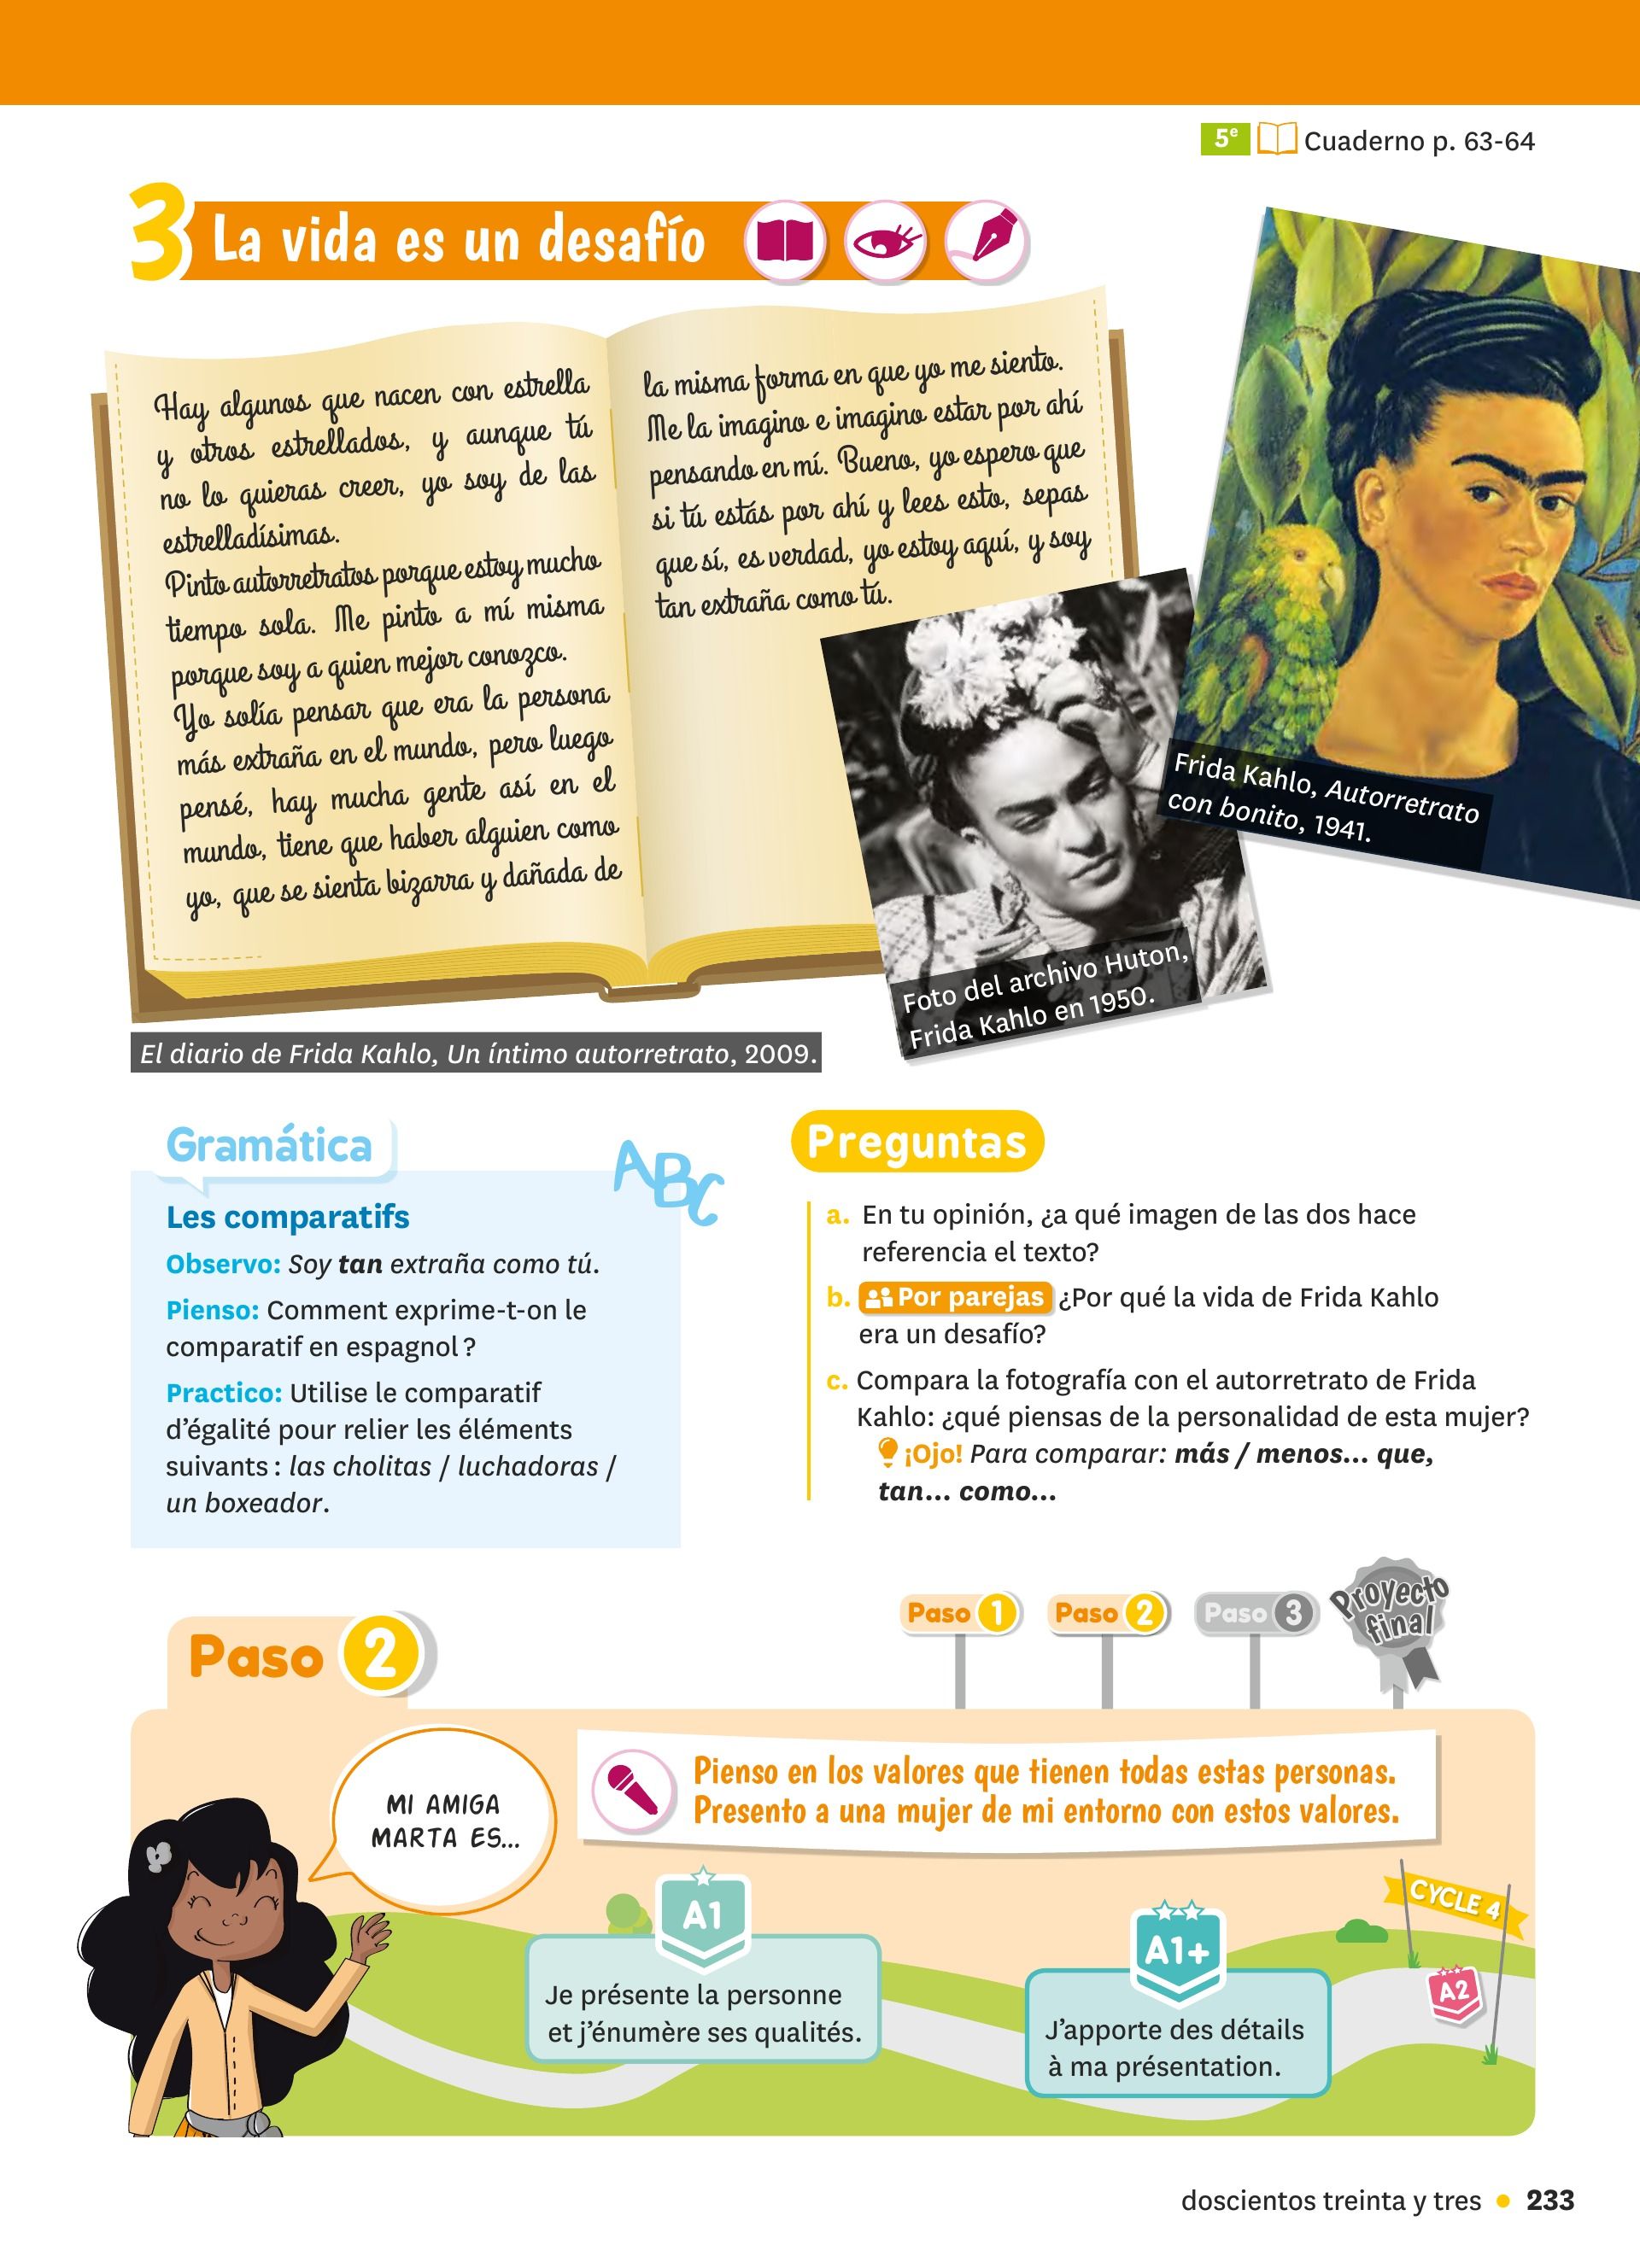 5e Cuaderno p. 63-64
3 La vida es un desafío
Hay algunos que nacen con estrella
y otros estrellados, y aunque tú
no lo quieras creer, yo soy de las
estrelladísimas.
Pinto autorretratos porque estoy mucho
tiempo sola. Me pinto a mí misma
porque soy a quien mejor conozco.
Yo solía pensar que era la persona
más extraña en el mundo, pero luego
pensé, hay mucha gente así en el
mundo, tiene que haber alguien como
yo, que se sienta bizarra y dañada de
la misma forma en que yo me siento.
Me la imagino e imagino estar por ahí
pensando en mí. Bueno, yo espero que
si tú estás por ahí y lees esto, sepas
que sí, es verdad, yo estoy aquí, y soy
tan extraña como tú.
Frida Kahlo, Autorretrato
con bonito, 1941.
Foto del archivo Huton,
Frida Kahlo en 1950.
El diario de Frida Kahlo, Un íntimo autorretrato, 2009.
Gramática
ABC
Les comparatifs
Observo: Soy tan extraña como tú.
Pienso: Comment exprime-t-on le
comparatif en espagnol ?
Practico: Utilise le comparatif
d'égalité pour relier les éléments
suivants : las cholitas / luchadoras /
un boxeador.
Preguntas
a. En tu opinión, ¿a qué imagen de las dos hace
referencia el texto?
b. Por parejas ¿Por qué la vida de Frida Kahlo
era un desafío?
c. Compara la fotografía con el autorretrato de Frida
Kahlo: ¿qué piensas de la personalidad de esta mujer?
¡Ojo! Para comparar: más / menos... que,
tan... como...
Paso 1 Paso 2 Paso 3 Proyecto
final
Paso 2
MI AMIGA
MARTA ES...
Pienso en los valores que tienen todas estas personas.
Presento a una mujer de mi entorno con estos valores.
A1
Je présente la personne
et j'énumère ses qualités.
A1+
J'apporte des détails
à ma présentation.
CYCLE 4
A2
doscientos treinta y tres • 233